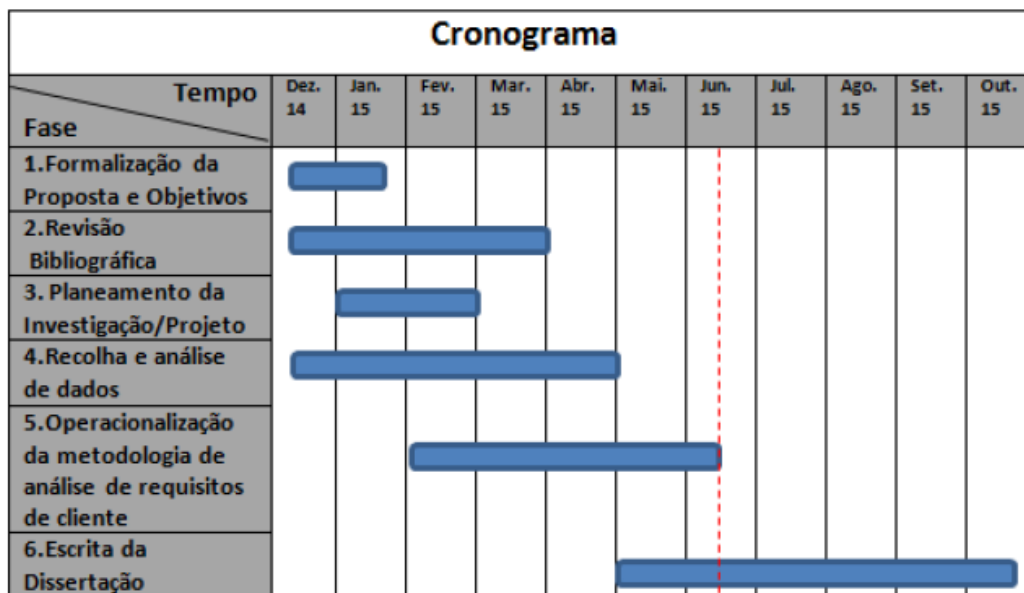 Cronograma
Tempo
Fase
Dez. Jan. Fev. Mar. Abr. Mai. Jun. Jul. Ago. Set. Out.
14 15 15 15 15 15 15 15 15 15 15
1.Formalização da
Proposta e Objetivos
2.Revisão
Bibliográfica
3. Planeamento da
Investigação/Projeto
4.Recolha e análise
de dados
5.Operacionalização
da metodologia de
análise de requisitos
de cliente
6.Escrita da
Dissertação